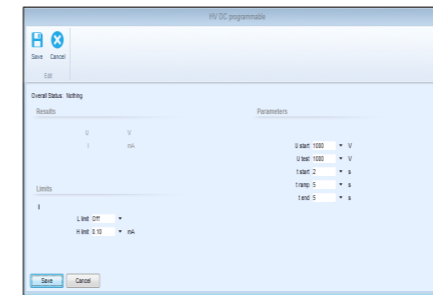 HV DC programmable
Save Cancel
Edit
Overall Status: Nothing
Results
U V
I mA
Limits
I
L limit Off
H limit 0.10 mA
Parameters
U start 1000 V
U test 1000 V
t start 2 s
t ramp 5 s
t end 5 s
Save Cancel